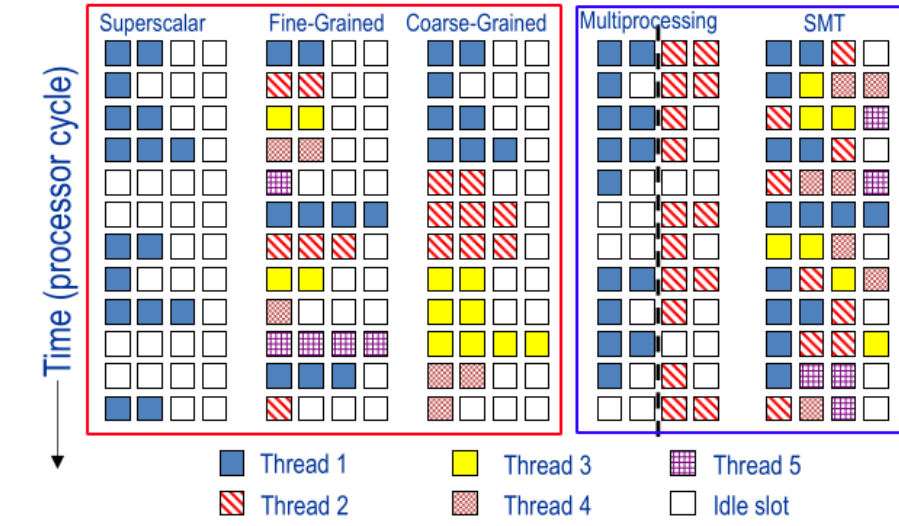 Superscalar
Fine-Grained
Coarse-Grained
Multiprocessing
SMT
Time (processor cycle)
Thread 1
Thread 3
Thread 5
Thread 2
Thread 4
Idle slot